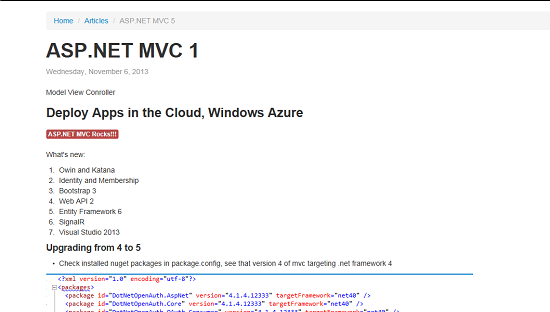 Home / Articles / ASP.NET MVC 5
ASP.NET MVC 1
Wednesday, November 6, 2013
Model View Conroller
Deploy Apps in the Cloud, Windows Azure
ASP.NET MVC Rocks!!!
What's new:
1. Owin and Katana
2. Identity and Membership
3. Bootstrap 3
4. Web API 2
5. Entity Framework 6
6. SignalR
7. Visual Studio 2013
Upgrading from 4 to 5
• Check installed nuget packages in package.config, see that version 4 of mvc targeting .net framework 4
<?xml version="1.0" encoding="utf-8"?>
<packages>
<package id="DotNetOpenAuth.AspNet" version="4.1.4.12333" targetFramework="net40" />
<package id="DotNetOpenAuth.Core" version="4.1.4.12333" targetFramework="net40" />